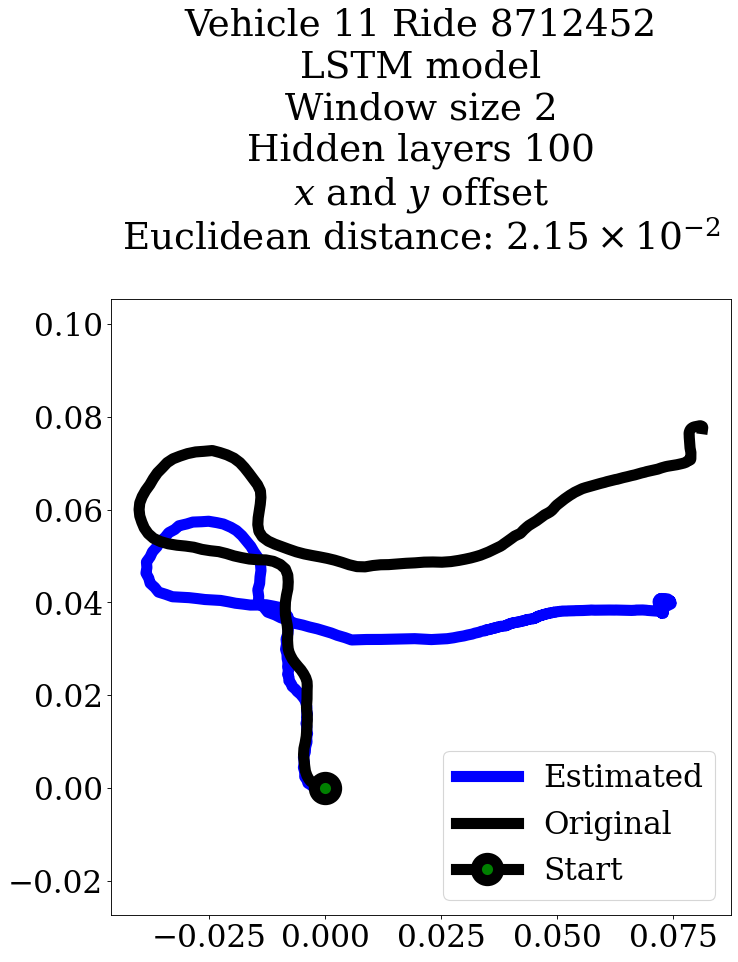 Vehicle 11 Ride 8712452
LSTM model
Window size 2
Hidden layers 100
x and y offset
Euclidean distance: 2.15 × 10⁻²
0.10
0.08
0.06
0.04
0.02
0.00
−0.02
Estimated
Original
Start
−0.025 0.000 0.025 0.050 0.075